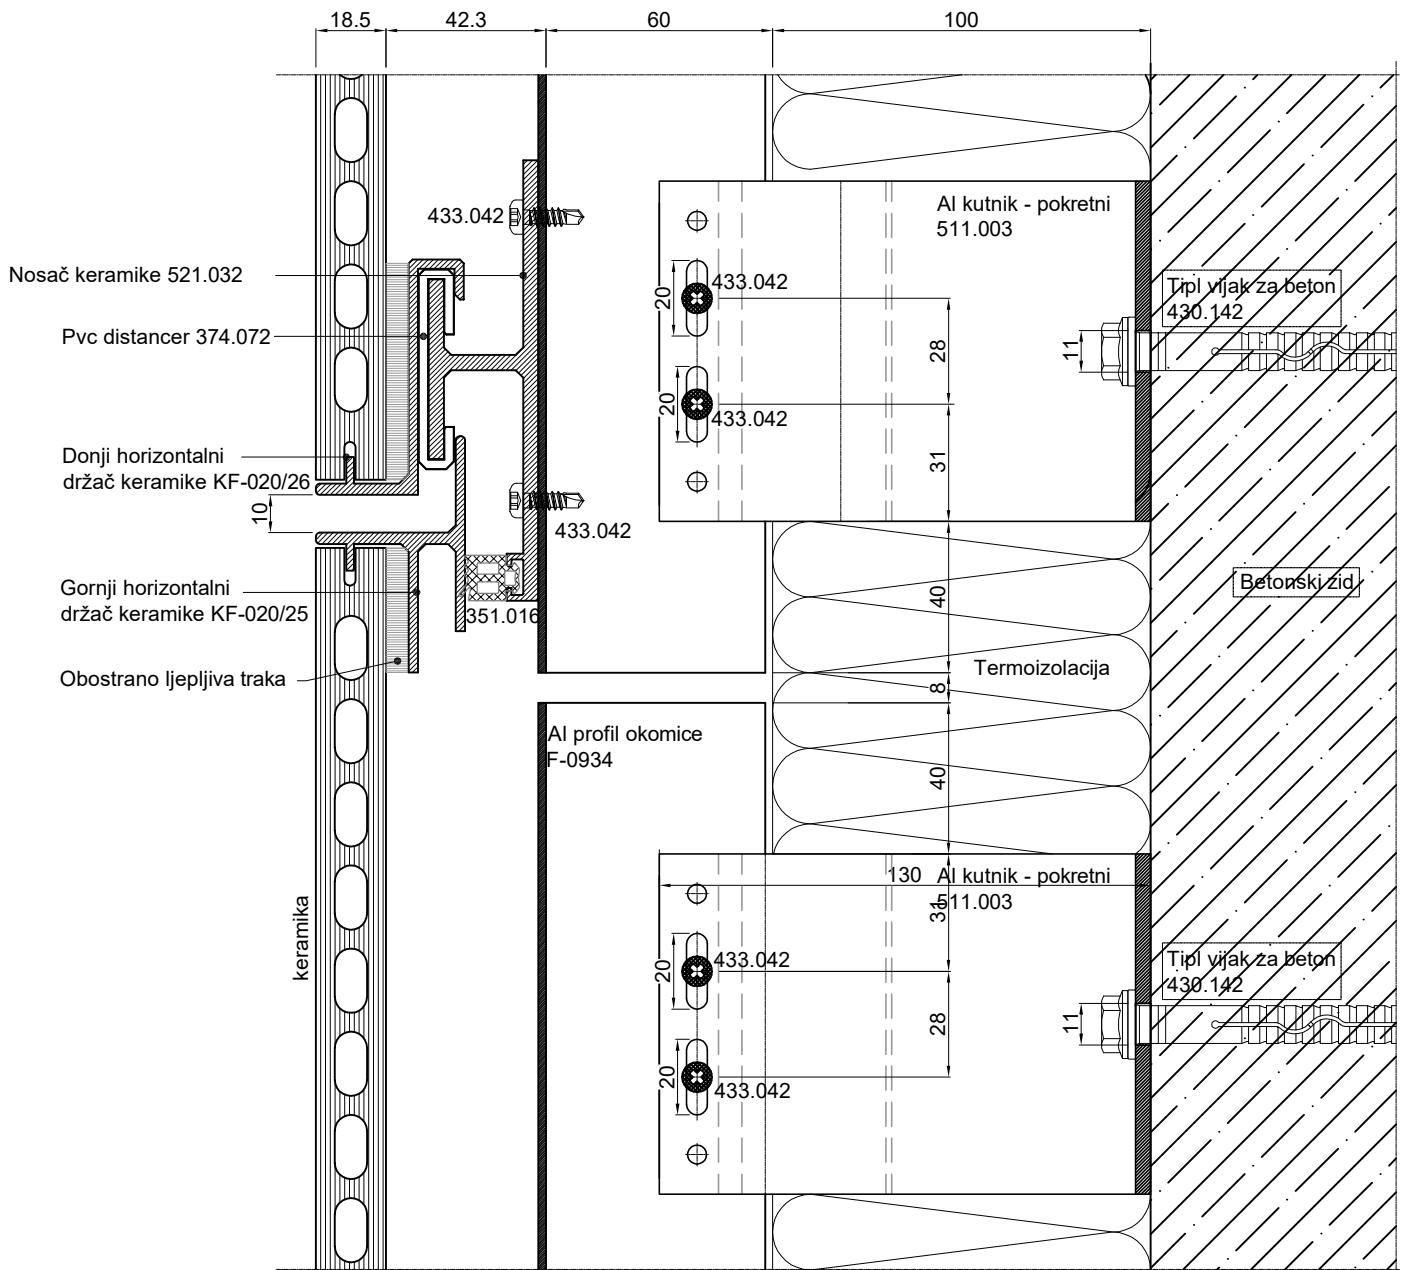 18.5
42.3
60
100
Al kutnik - pokretni
511.003
433.042
Nosač keramike 521.032
433.042
20
Tipl vijak za beton
430.142
Pvc distancer 374.072
28
11
20
433.042
Donji horizontalni
držač keramike KF-020/26
31
10
433.042
Gornji horizontalni
držač keramike KF-020/25
351.016
40
Betonski zid
Obostrano ljepljiva traka
Termoizolacija
8
Al profil okomice
F-0934
40
130
Al kutnik - pokretni
511.003
31
keramika
433.042
20
Tipl vijak za beton
430.142
28
11
20
433.042